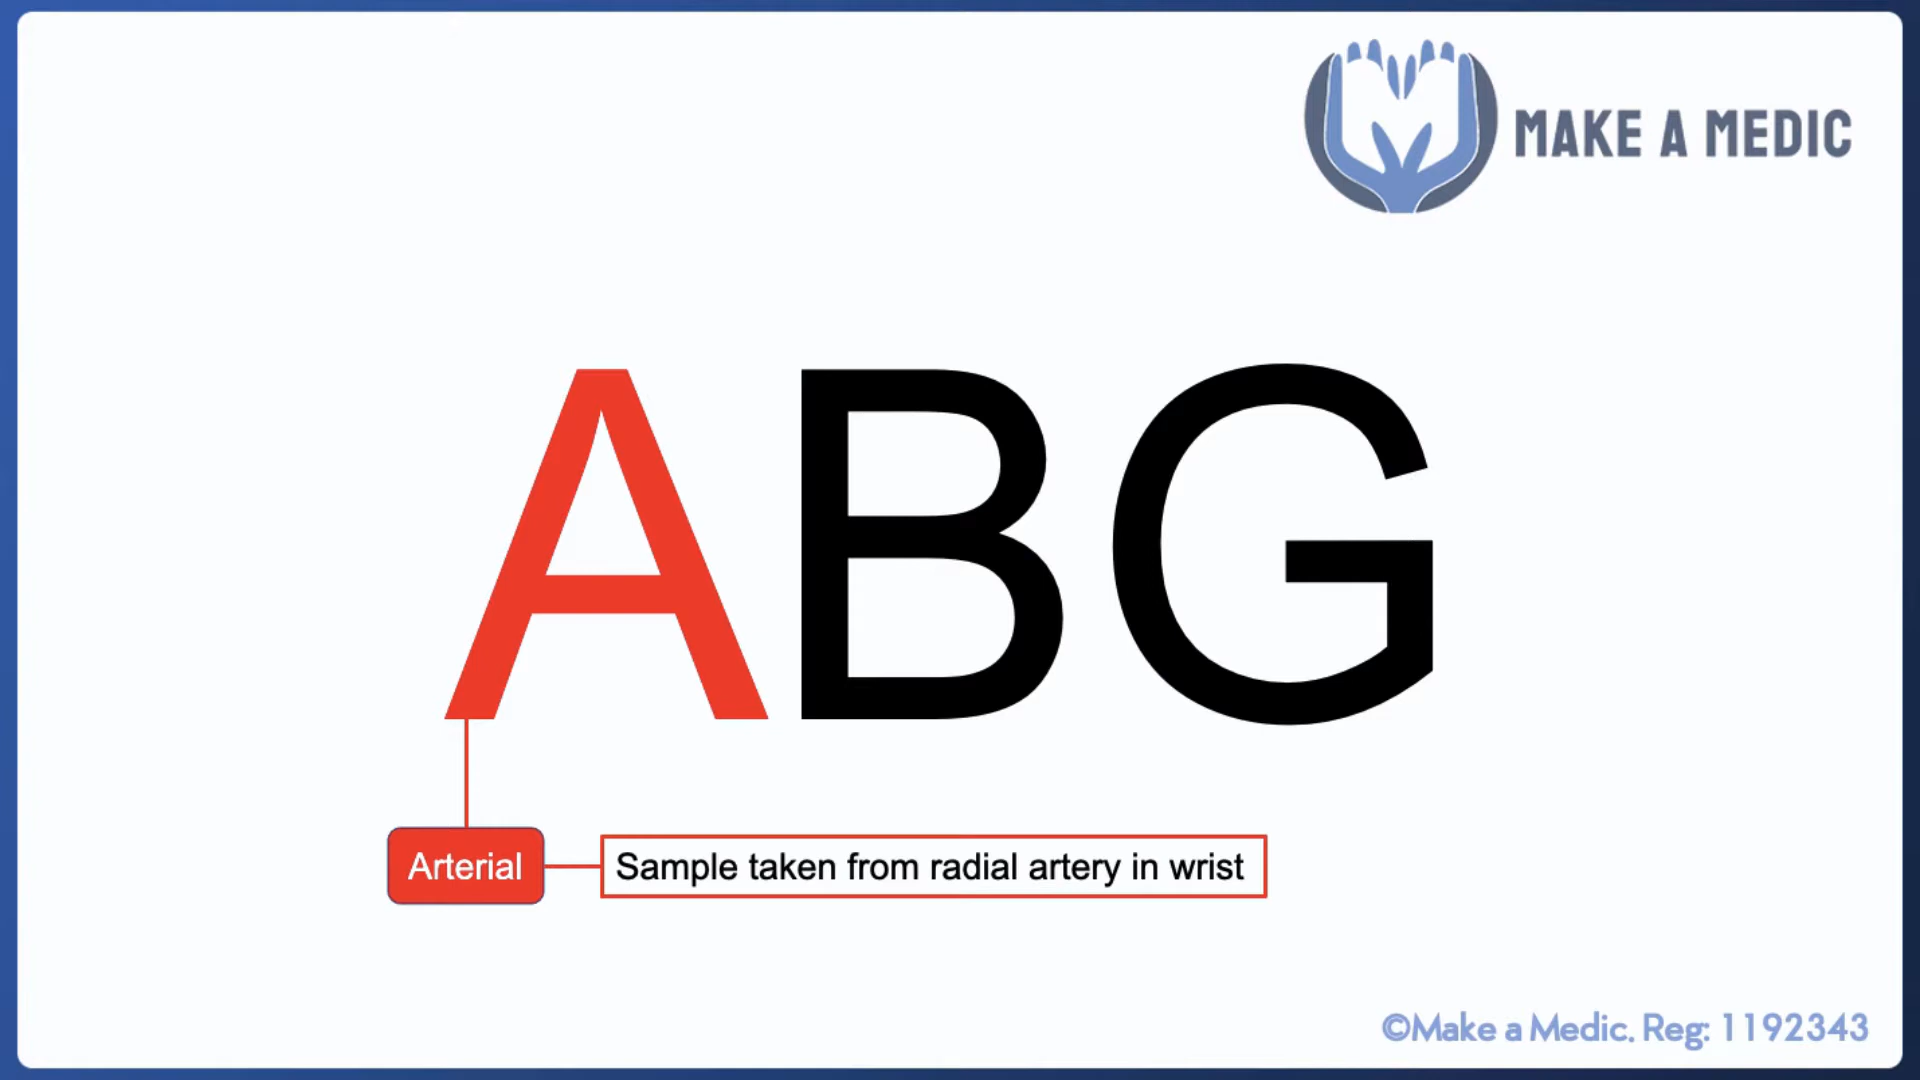 MAKE A MEDIC
ABG
Arterial
Sample taken from radial artery in wrist
©Make a Medic. Reg: 1192343